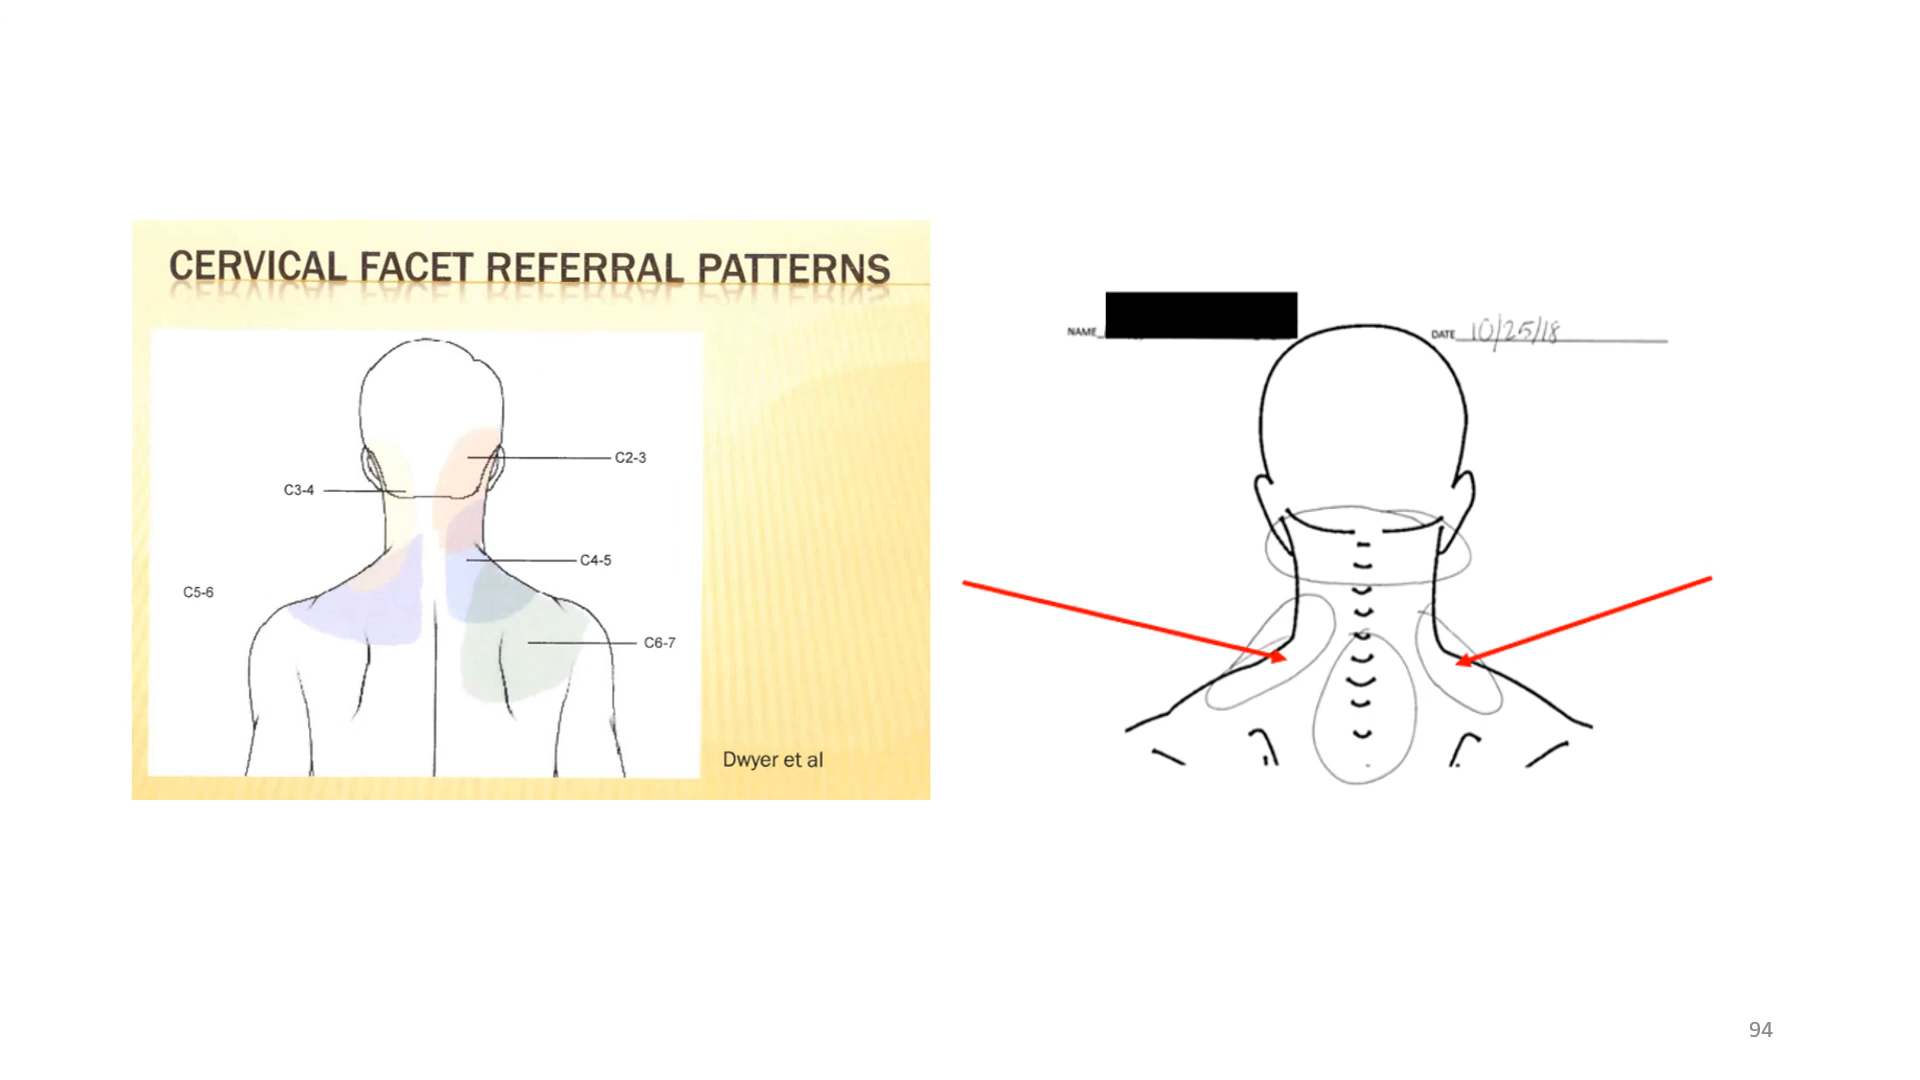 CERVICAL FACET REFERRAL PATTERNS
C2-3
C3-4
C4-5
C5-6
C6-7
Dwyer et al
NAME
DATE 10/25/18
94